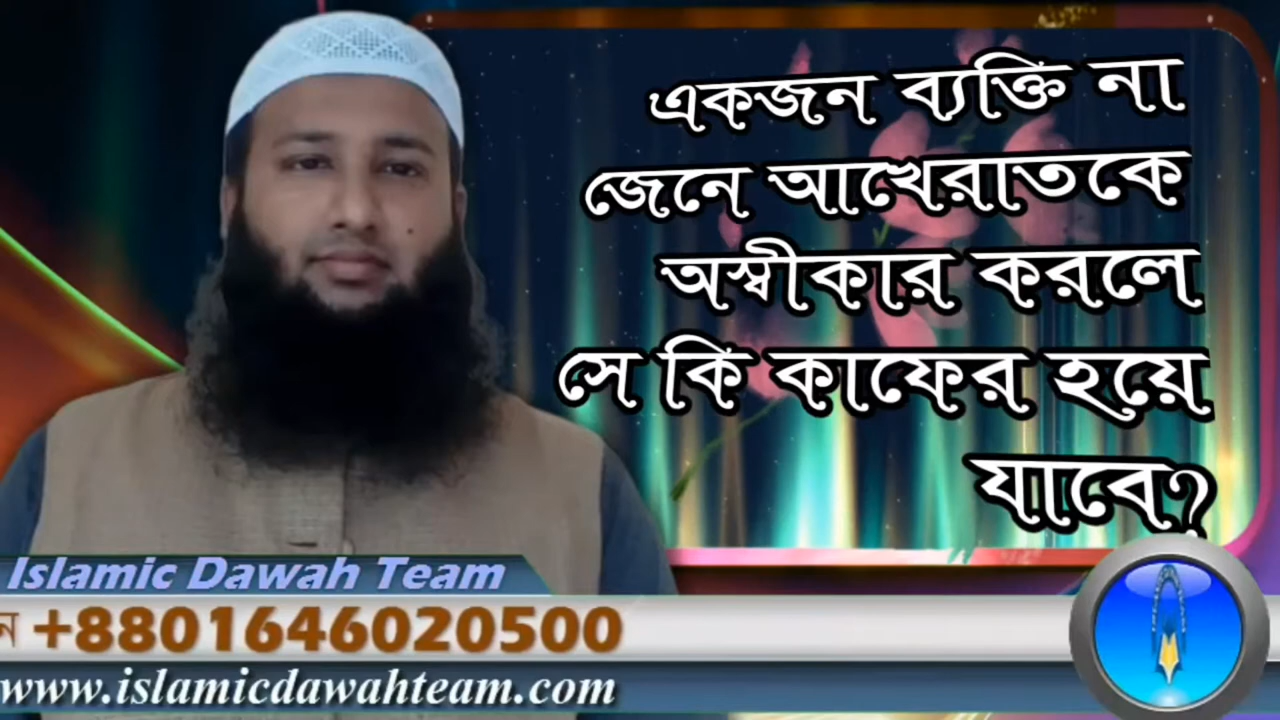 একজন ব্যক্তি না
জেনে আখেরাতকে
অস্বীকার করলে
সে কি কাফের হয়ে
যাবে?
Islamic Dawah Team
ন +8801646020500
www.islamicdawahteam.com